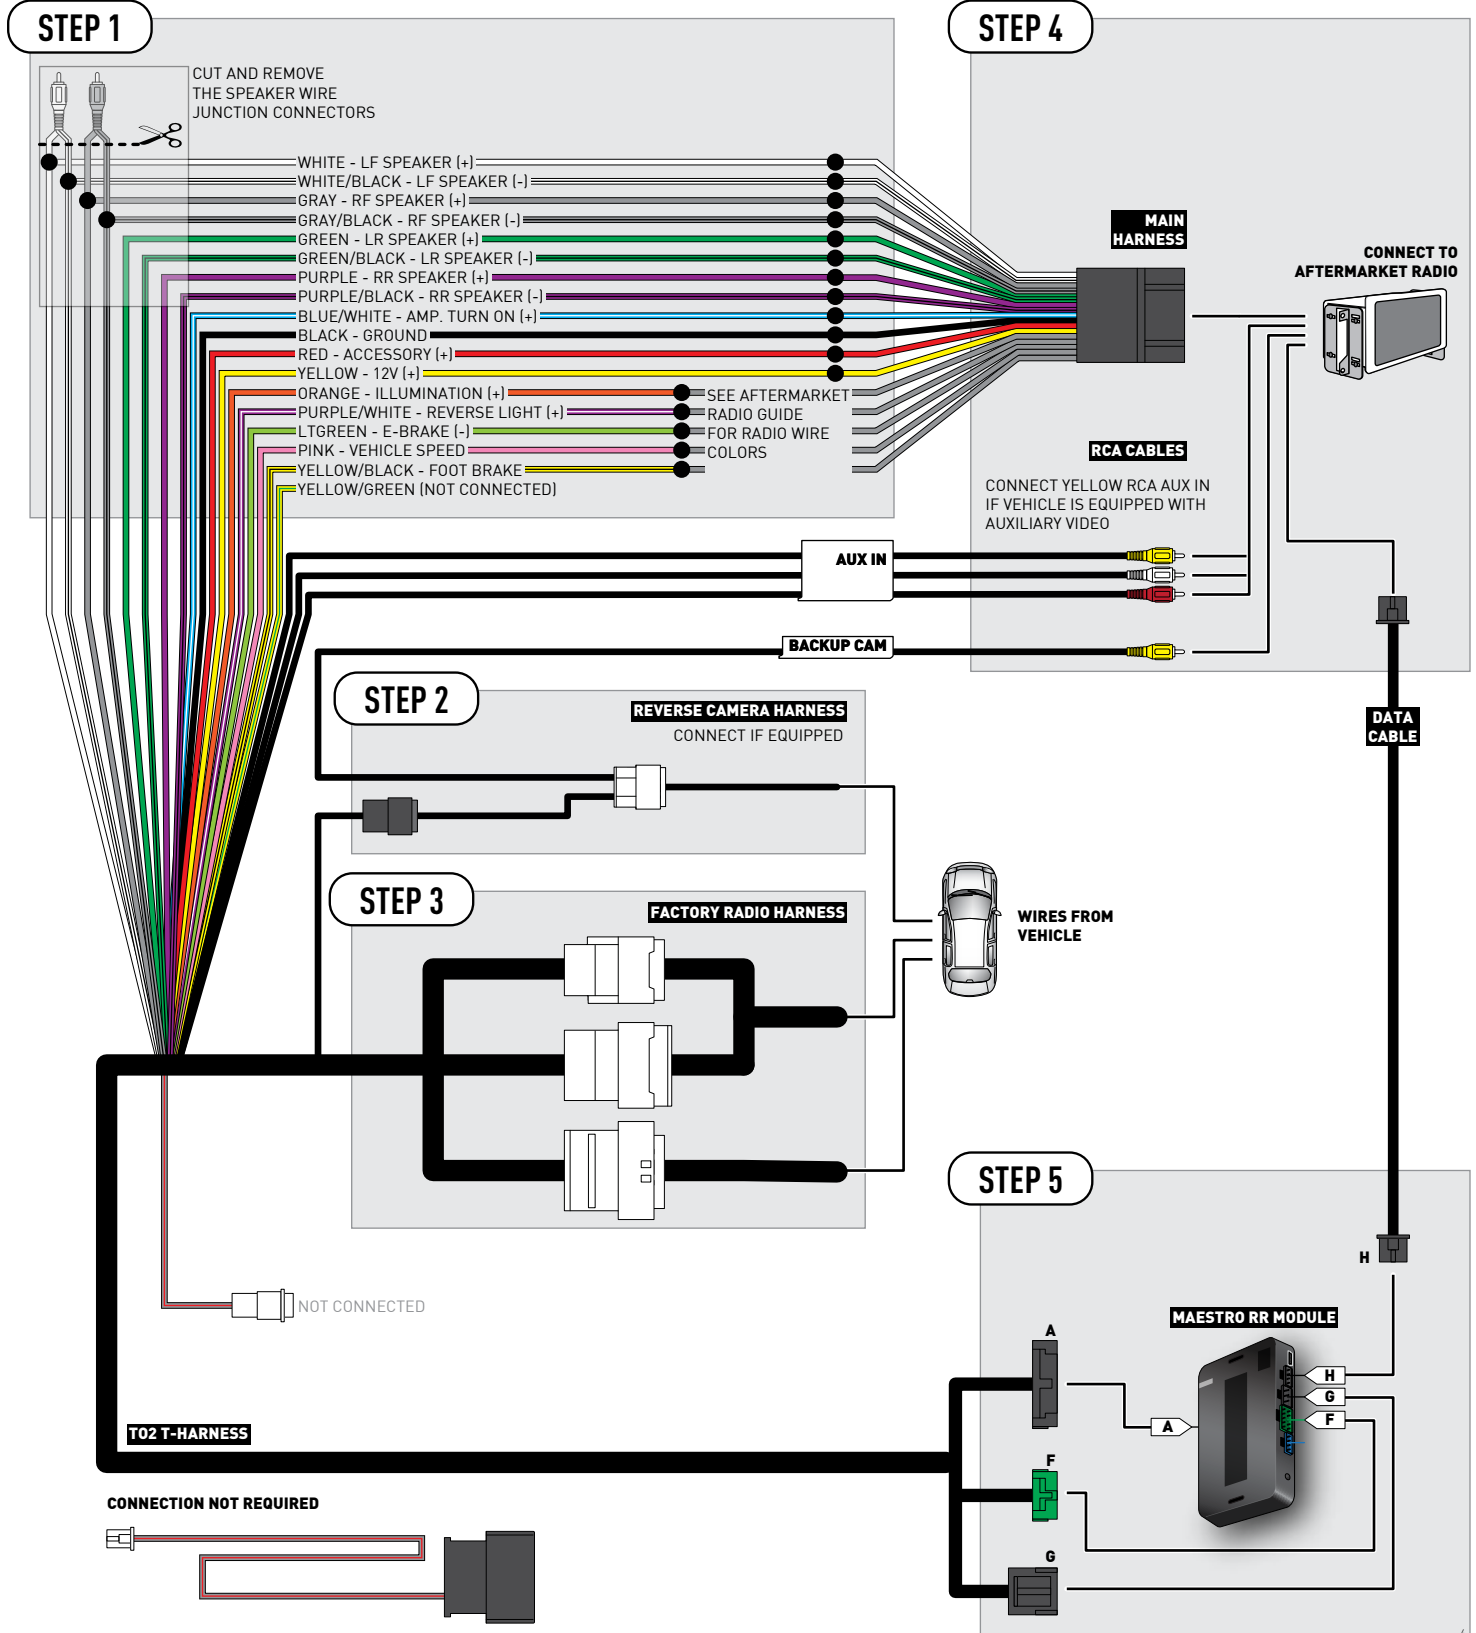 STEP 1
CUT AND REMOVE
THE SPEAKER WIRE
JUNCTION CONNECTORS
WHITE - LF SPEAKER (+)
WHITE/BLACK - LF SPEAKER (-)
GRAY - RF SPEAKER (+)
GRAY/BLACK - RF SPEAKER (-)
GREEN - LR SPEAKER (+)
GREEN/BLACK - LR SPEAKER (-)
PURPLE - RR SPEAKER (+)
PURPLE/BLACK - RR SPEAKER (-)
BLUE/WHITE - AMP. TURN ON (+)
BLACK - GROUND
RED - ACCESSORY (+)
YELLOW - 12V (+)
ORANGE - ILLUMINATION (+)
PURPLE/WHITE - REVERSE LIGHT (+)
LTGREEN - E-BRAKE (-)
PINK - VEHICLE SPEED
YELLOW/BLACK - FOOT BRAKE
YELLOW/GREEN (NOT CONNECTED)
SEE AFTERMARKET
RADIO GUIDE
FOR RADIO WIRE
COLORS
STEP 4
MAIN
HARNESS
CONNECT TO
AFTERMARKET RADIO
RCA CABLES
CONNECT YELLOW RCA AUX IN
IF VEHICLE IS EQUIPPED WITH
AUXILIARY VIDEO
AUX IN
BACKUP CAM
DATA
CABLE
STEP 2
REVERSE CAMERA HARNESS
CONNECT IF EQUIPPED
STEP 3
FACTORY RADIO HARNESS
WIRES FROM
VEHICLE
NOT CONNECTED
TO2 T-HARNESS
CONNECTION NOT REQUIRED
STEP 5
H
MAESTRO RR MODULE
A
H
G
F
A
F
G